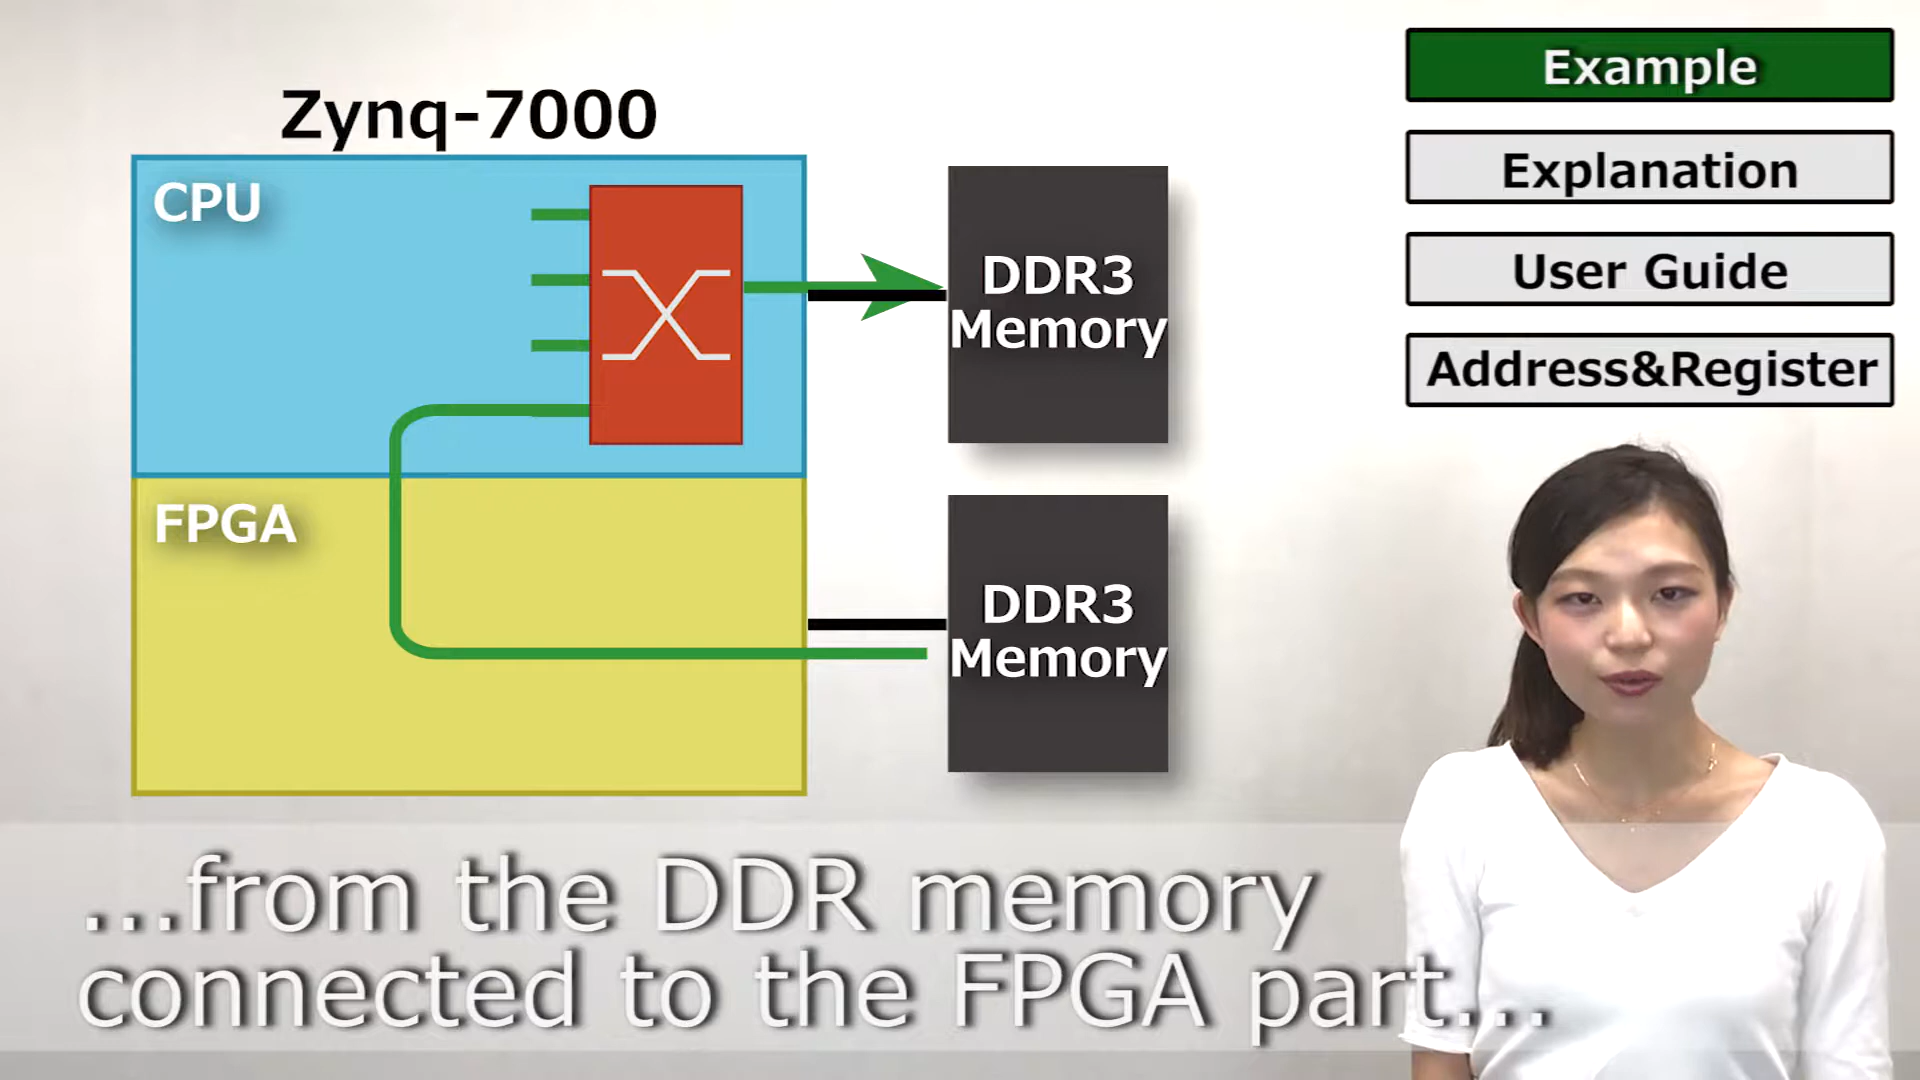 Zynq-7000
CPU
FPGA
DDR3
Memory
DDR3
Memory
Example
Explanation
User Guide
Address&Register
...from the DDR memory
connected to the FPGA part...